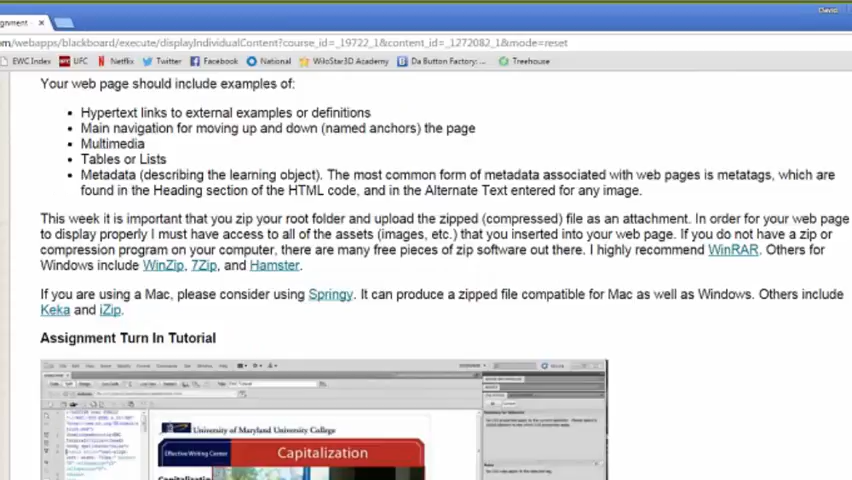 David
ignment
om/webapps/blackboard/execute/displayIndividualContent?course_id=_19722_1&content_id=_1272082_1&mode=reset
EWC Index UFC Netflix Twitter Facebook National WiloStar3D Academy Da Button Factory:... Treehouse
Your web page should include examples of:
• Hypertext links to external examples or definitions
• Main navigation for moving up and down (named anchors) the page
• Multimedia
• Tables or Lists
• Metadata (describing the learning object). The most common form of metadata associated with web pages is metatags, which are
found in the Heading section of the HTML code, and in the Alternate Text entered for any image.
This week it is important that you zip your root folder and upload the zipped (compressed) file as an attachment. In order for your web page
to display properly I must have access to all of the assets (images, etc.) that you inserted into your web page. If you do not have a zip or
compression program on your computer, there are many free pieces of zip software out there. I highly recommend WinRAR. Others for
Windows include WinZip, 7Zip, and Hamster.
If you are using a Mac, please consider using Springy. It can produce a zipped file compatible for Mac as well as Windows. Others include
Keka and iZip.
Assignment Turn In Tutorial
University of Maryland University College
Effective Writing Center
Capitalization